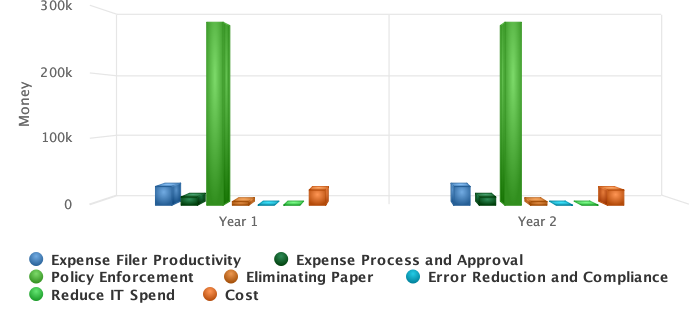 300k
200k
100k
0
Money
Year 1 Year 2
Expense Filer Productivity Expense Process and Approval
Policy Enforcement Eliminating Paper Error Reduction and Compliance
Reduce IT Spend Cost